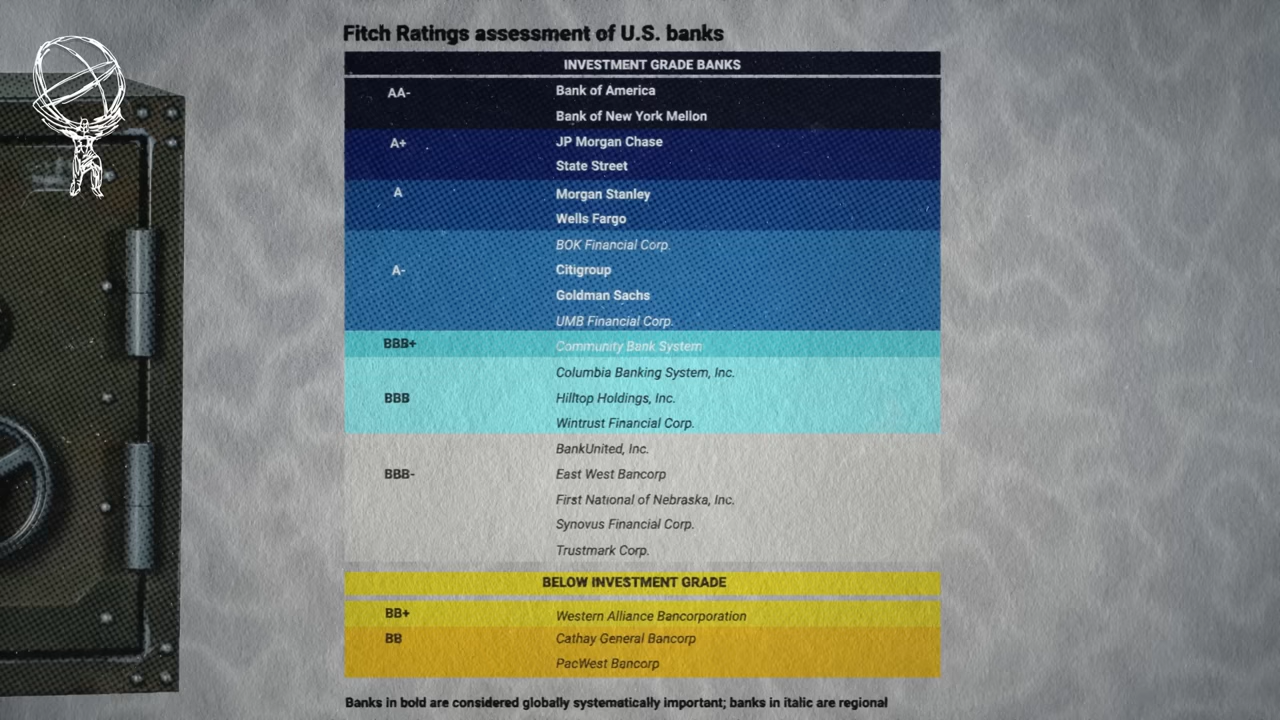 Fitch Ratings assessment of U.S. banks
INVESTMENT GRADE BANKS
AA- Bank of America
Bank of New York Mellon
A+ JP Morgan Chase
State Street
A Morgan Stanley
Wells Fargo
BOK Financial Corp.
A- Citigroup
Goldman Sachs
UMB Financial Corp.
BBB+ Community Bank System
Columbia Banking System, Inc.
BBB Hilltop Holdings, Inc.
Wintrust Financial Corp.
BankUnited, Inc.
BBB- East West Bancorp
First National of Nebraska, Inc.
Synovus Financial Corp.
Trustmark Corp.
BELOW INVESTMENT GRADE
BB+ Western Alliance Bancorporation
BB Cathay General Bancorp
PacWest Bancorp
Banks in bold are considered globally systematically important; banks in italic are regional